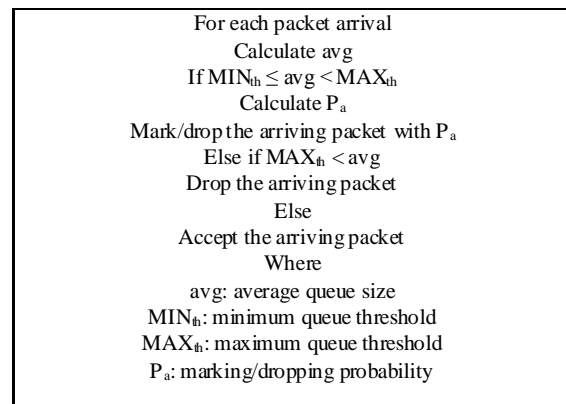 For each packet arrival
Calculate avg
If MINth ≤ avg < MAXth
Calculate Pa
Mark/drop the arriving packet with Pa
Else if MAXth < avg
Drop the arriving packet
Else
Accept the arriving packet
Where
avg: average queue size
MINth: minimum queue threshold
MAXth: maximum queue threshold
Pa: marking/dropping probability